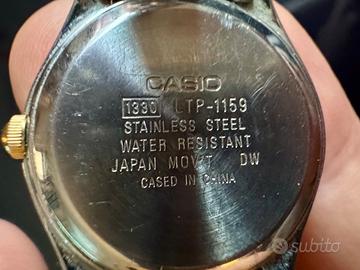 CASIO
1330 LTP-1159
STAINLESS STEEL
WATER RESISTANT
JAPAN MOV'T DW
CASED IN CHINA
subito